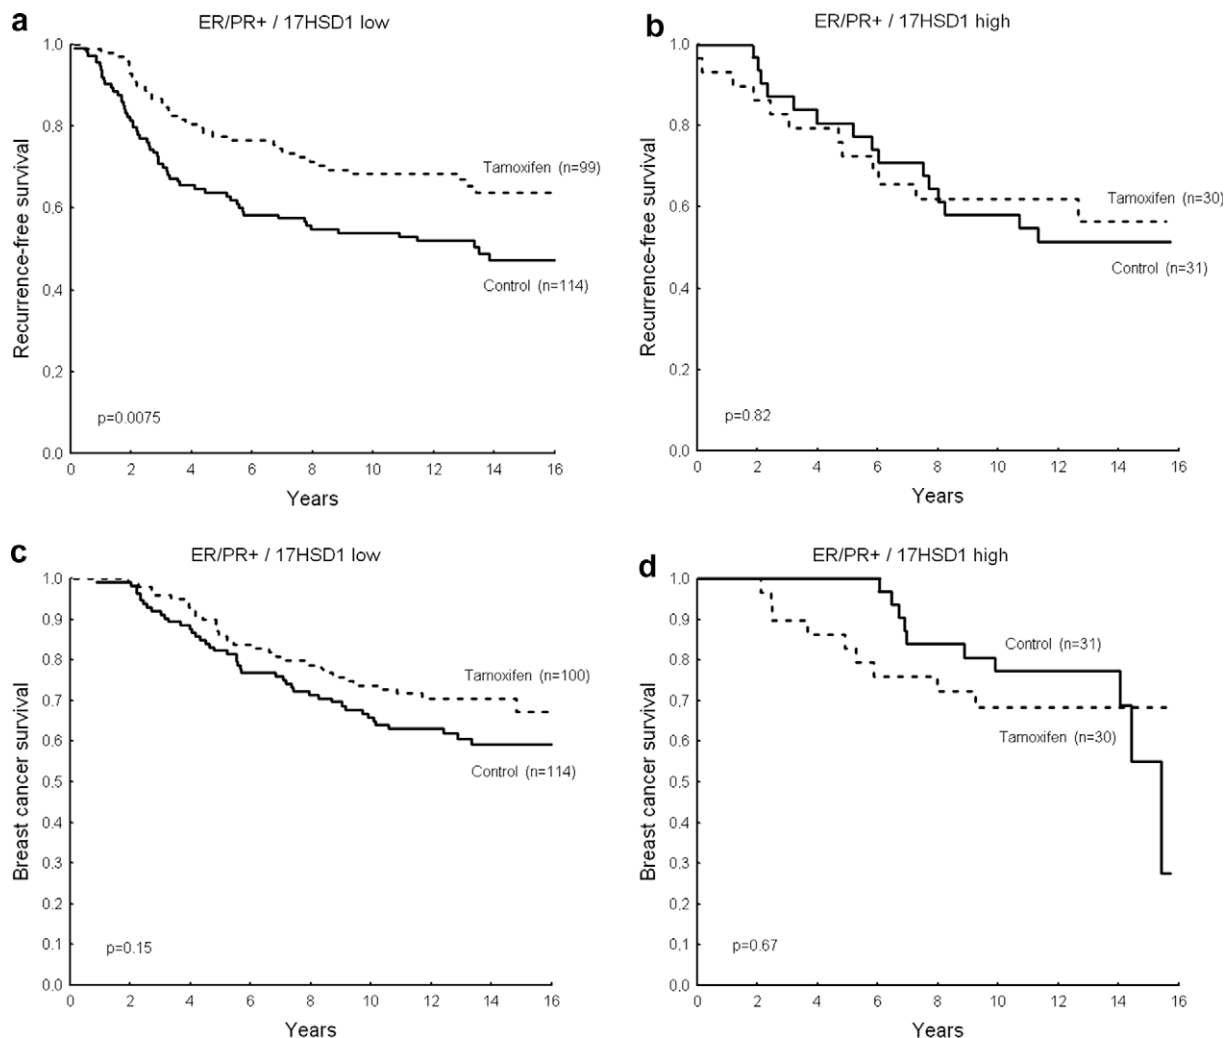 a
ER/PR+ / 17HSD1 low
Recurrence-free survival
1.0
0.8
0.6
0.4
0.2
0.0
Tamoxifen (n=99)
Control (n=114)
p=0.0075
0 2 4 6 8 10 12 14 16
Years
b
ER/PR+ / 17HSD1 high
Recurrence-free survival
1.0
0.8
0.6
0.4
0.2
0.0
Tamoxifen (n=30)
Control (n=31)
p=0.82
0 2 4 6 8 10 12 14 16
Years
c
ER/PR+ / 17HSD1 low
Breast cancer survival
1.0
0.9
0.8
0.7
0.6
0.5
0.4
0.3
0.2
0.1
0.0
Tamoxifen (n=100)
Control (n=114)
p=0.15
0 2 4 6 8 10 12 14 16
Years
d
ER/PR+ / 17HSD1 high
Breast cancer survival
1.0
0.9
0.8
0.7
0.6
0.5
0.4
0.3
0.2
0.1
0.0
Control (n=31)
Tamoxifen (n=30)
p=0.67
0 2 4 6 8 10 12 14 16
Years